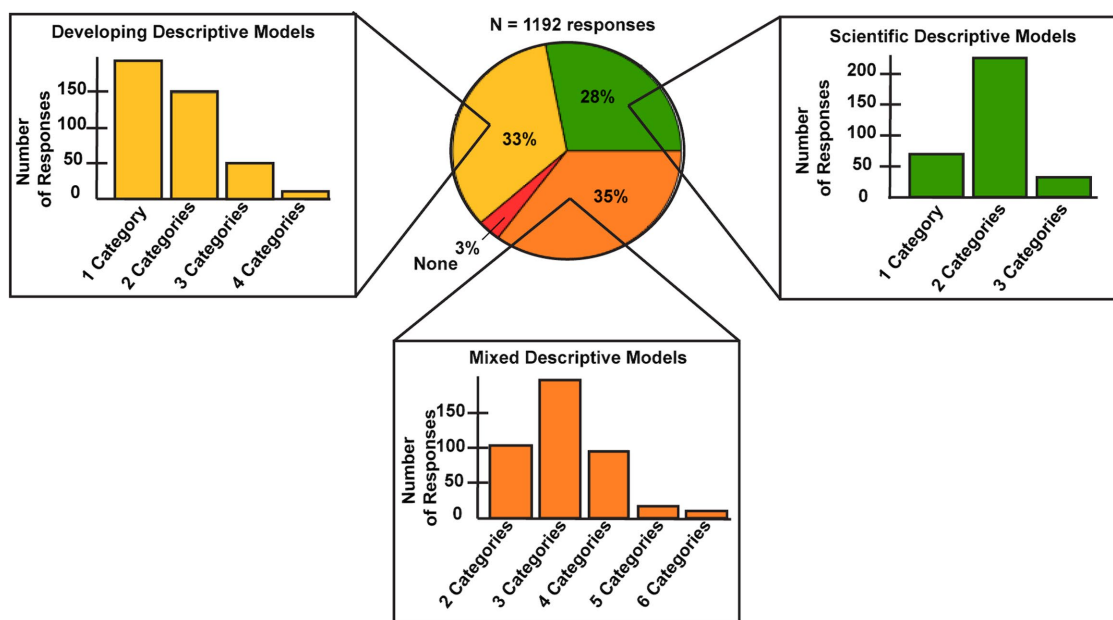 Developing Descriptive Models
Number
of Responses
150
100
50
0
1 Category
2 Categories
3 Categories
4 Categories
N = 1192 responses
28%
33%
35%
3%
None
Scientific Descriptive Models
Number
of Responses
200
150
100
50
0
1 Category
2 Categories
3 Categories
Mixed Descriptive Models
Number
of Responses
150
100
50
0
2 Categories
3 Categories
4 Categories
5 Categories
6 Categories